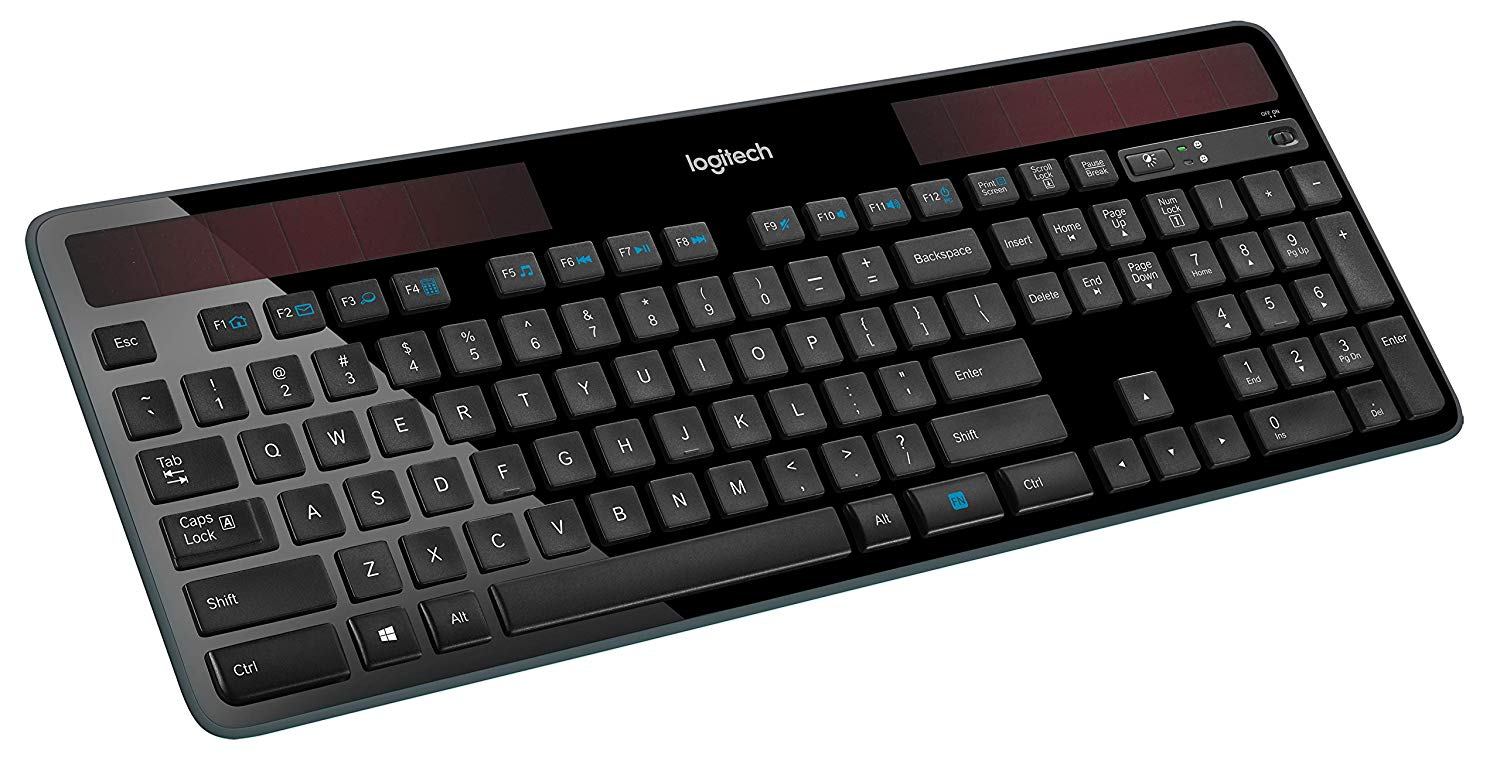 logitech
OFF ON
Esc
F1
F2
F3
F4
F5
F6
F7
F8
F9
F10
F11
F12 PC
Print
Screen
Scroll
Lock
Pause
Break
~
`
!
1
@
2
#
3
$
4
%
5
^
6
&
7
*
8
(
9
)
0
_
-
+
=
Backspace
Insert
Home
Page
Up
Num
Lock
1
/
*
-
Tab
Q
W
E
R
T
Y
U
I
O
P
{
[
}
]
|
\
Delete
End
Page
Down
7
Home
8
9
Pg Up
+
Caps
Lock
A
A
S
D
F
G
H
J
K
L
:
;
"
'
Enter
4
5
6
Shift
Z
X
C
V
B
N
M
<
,
>
.
?
/
Shift
1
End
2
3
Pg Dn
Enter
Ctrl
Alt
Alt
FN
Ctrl
0
Ins
.
Del